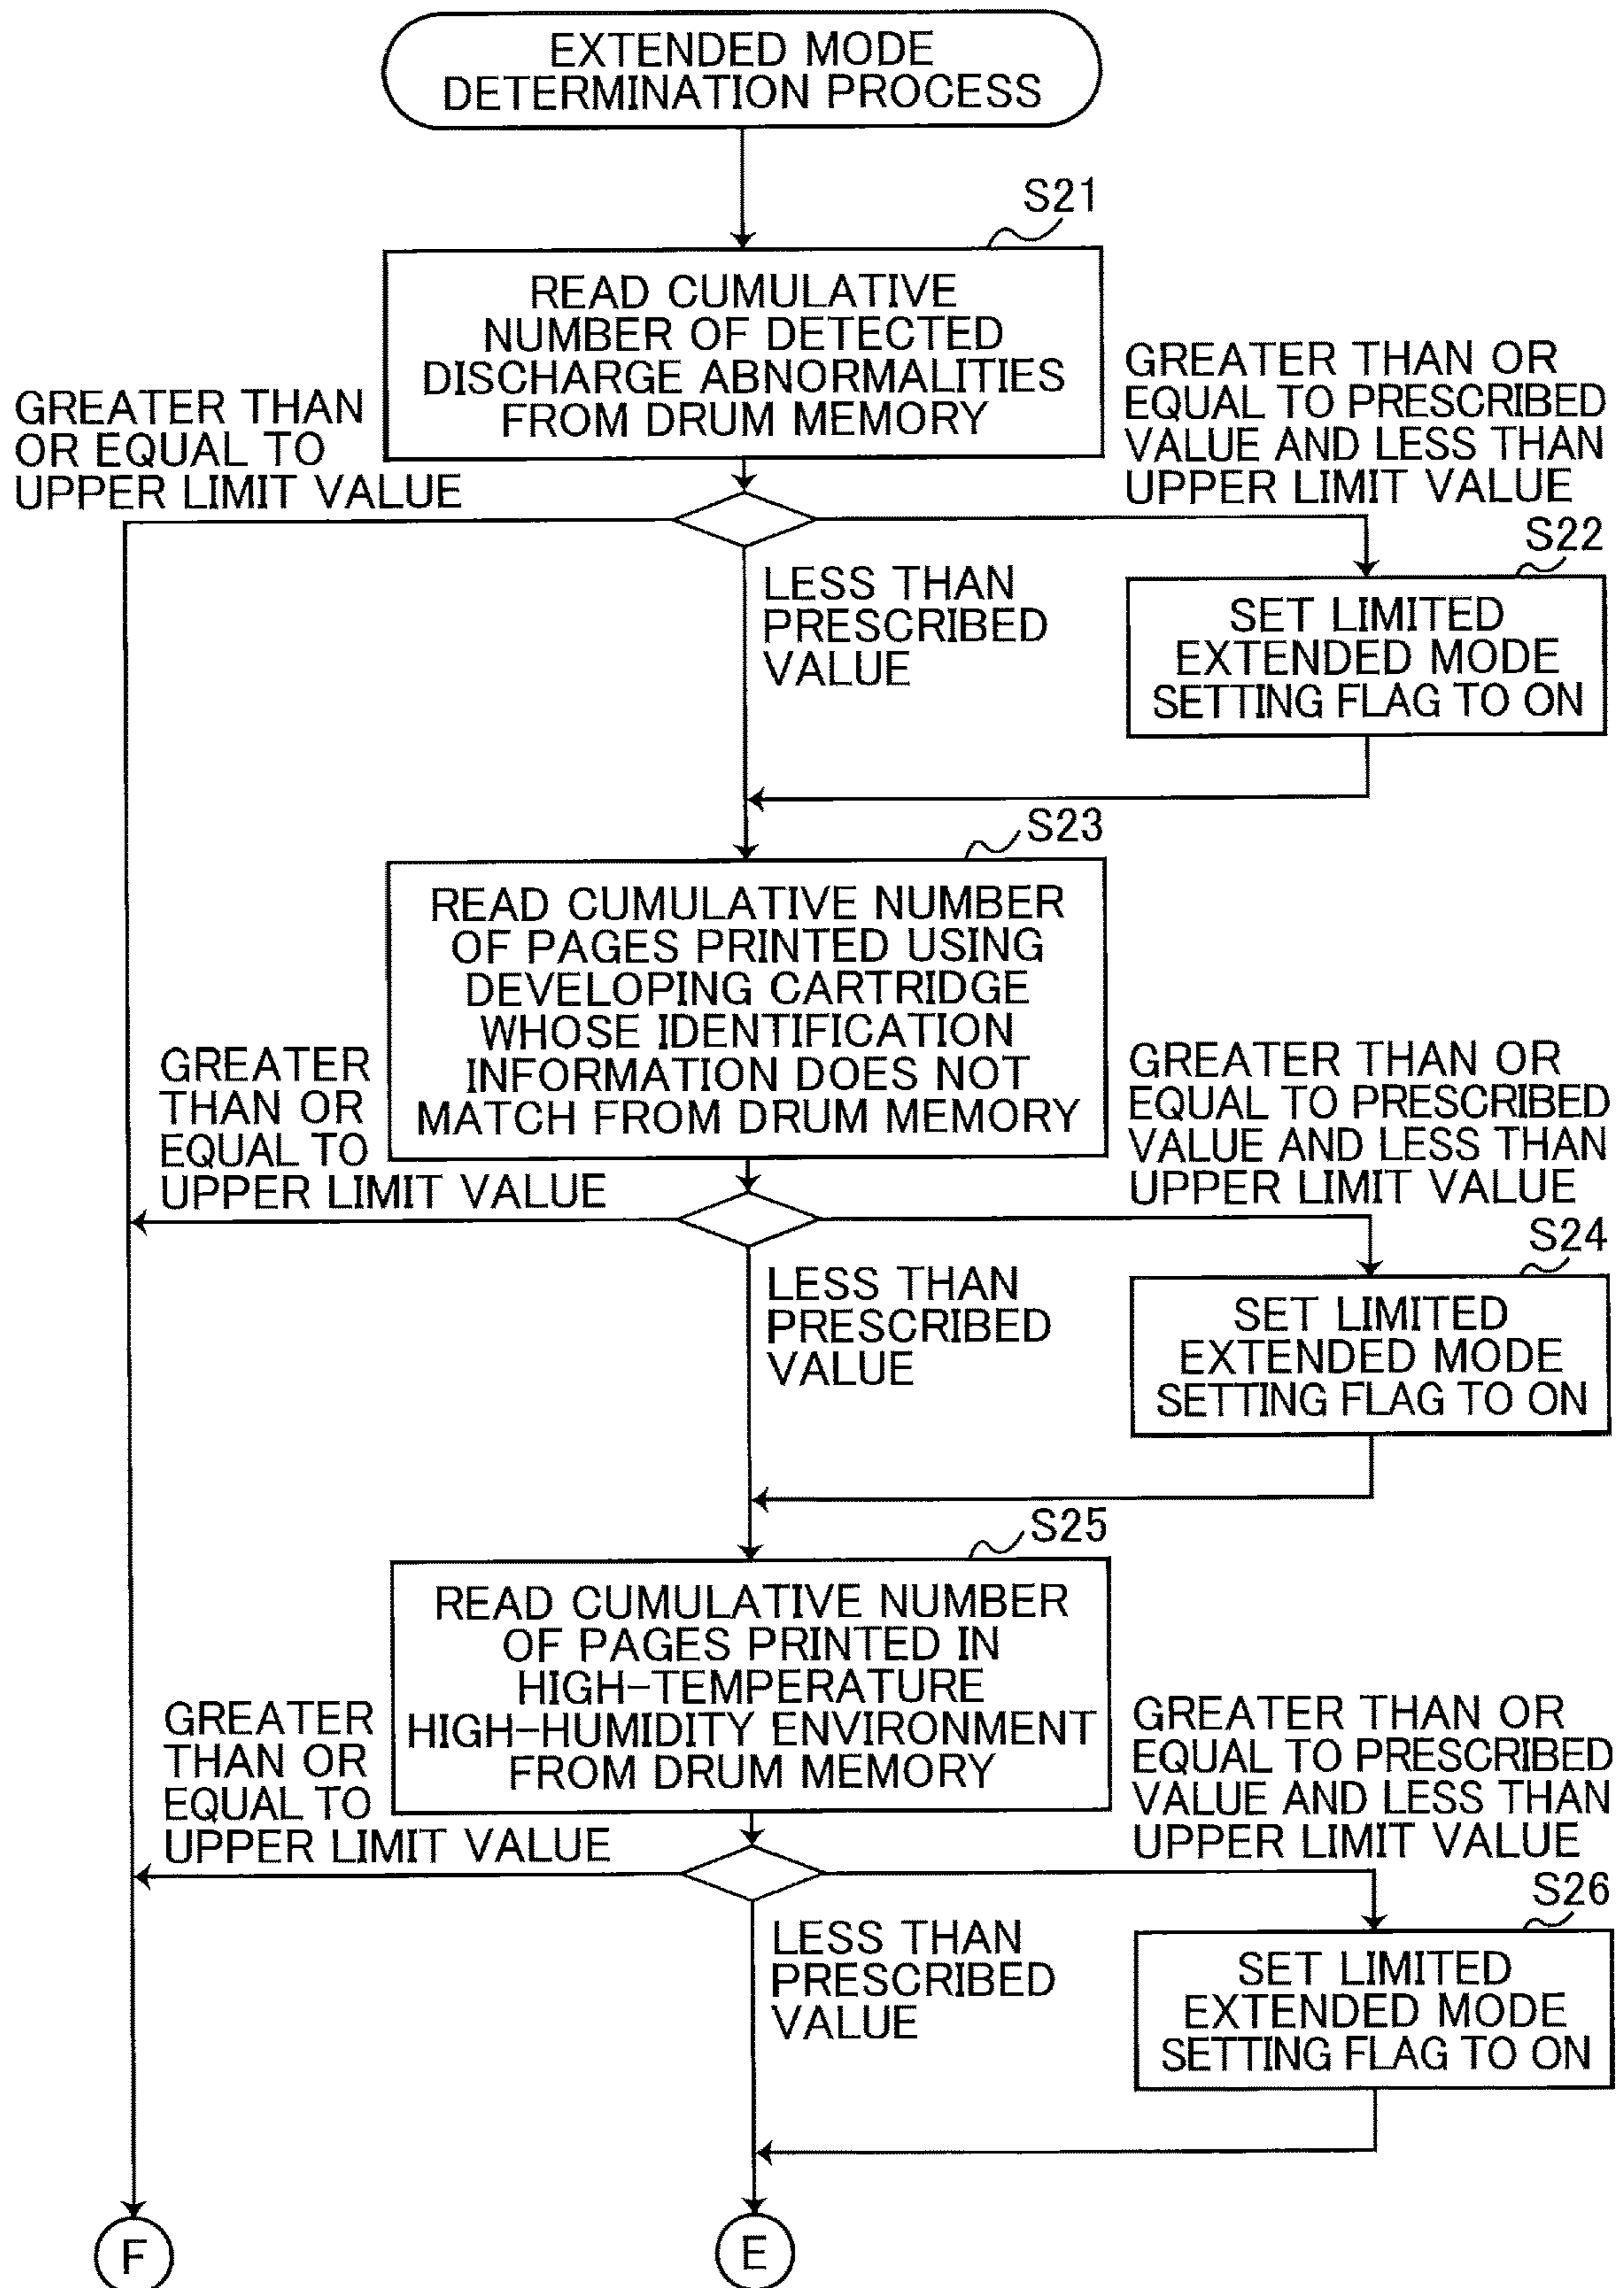 EXTENDED MODE
DETERMINATION PROCESS
S21
READ CUMULATIVE
NUMBER OF DETECTED
DISCHARGE ABNORMALITIES
FROM DRUM MEMORY
GREATER THAN
OR EQUAL TO
UPPER LIMIT VALUE
GREATER THAN OR
EQUAL TO PRESCRIBED
VALUE AND LESS THAN
UPPER LIMIT VALUE
LESS THAN
PRESCRIBED
VALUE
S22
SET LIMITED
EXTENDED MODE
SETTING FLAG TO ON
S23
READ CUMULATIVE NUMBER
OF PAGES PRINTED USING
DEVELOPING CARTRIDGE
WHOSE IDENTIFICATION
INFORMATION DOES NOT
MATCH FROM DRUM MEMORY
GREATER
THAN OR
EQUAL TO
UPPER LIMIT VALUE
GREATER THAN OR
EQUAL TO PRESCRIBED
VALUE AND LESS THAN
UPPER LIMIT VALUE
LESS THAN
PRESCRIBED
VALUE
S24
SET LIMITED
EXTENDED MODE
SETTING FLAG TO ON
S25
READ CUMULATIVE NUMBER
OF PAGES PRINTED IN
HIGH-TEMPERATURE
HIGH-HUMIDITY ENVIRONMENT
FROM DRUM MEMORY
GREATER
THAN OR
EQUAL TO
UPPER LIMIT VALUE
GREATER THAN OR
EQUAL TO PRESCRIBED
VALUE AND LESS THAN
UPPER LIMIT VALUE
LESS THAN
PRESCRIBED
VALUE
S26
SET LIMITED
EXTENDED MODE
SETTING FLAG TO ON
F
E